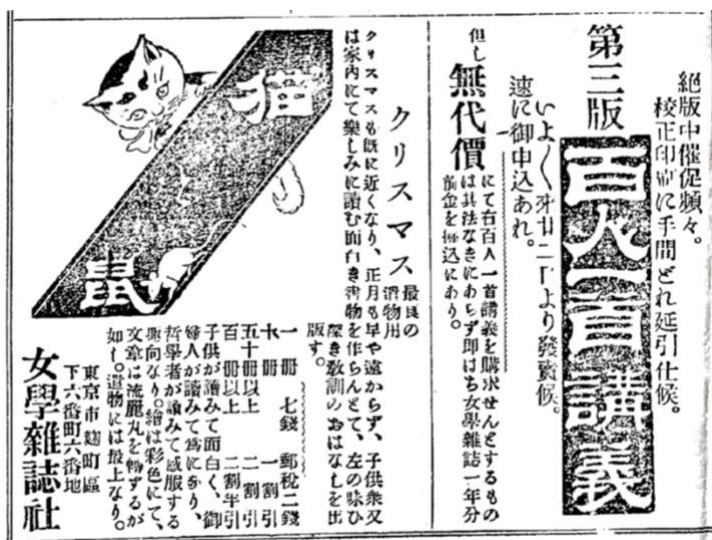 絶版中催促頻々。
校正印刷に手間どれ延引仕候。
第三版
百人一首講義
いよ〳〵
より發賣候。
速に御申込あれ。
但し
無代價
にて右百人一首講義を購求せんとするもの
は其法なきにあらず即はち女學雜誌一年分
前金を振込にあり。
クリスマス
最良の
贈物用
クリスマスも既に近くなり、正月も早や遠からず、子供衆又
は家内にて樂しみに讀む面白き書物を作らんとて、左の味ひ
深き敎訓のおはなしを出
版す。
猫
鼠
一冊 七錢 郵稅二錢
十冊 一割引
五十冊以上 二割引
百冊以上 二割半引
子供が讀みて面白く、御
婦人が讀みて爲になり、
哲學者が讀みて感服する
趣向なり。繪は彩色にて、
文章は流麗丸を轉ずるが
如し。進物には最上なり。
東京市麴町區
下六番町六番地
女學雜誌社